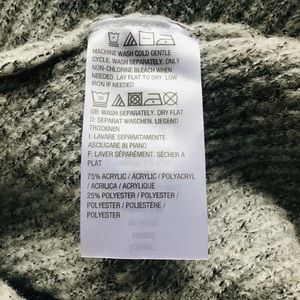 MACHINE WASH COLD GENTLE
CYCLE. WASH SEPARATELY. ONLY
NON-CHLORINE BLEACH WHEN
NEEDED. LAY FLAT TO DRY. LOW
IRON IF NEEDED
GB: WASH SEPARATELY. DRY FLAT
D: SEPARAT WASCHEN. LIEGEND
TROCKNEN
I: LAVARE SEPARATAMENTE.
ASCIUGARE IN PIANO
F: LAVER SÉPARÉMENT. SÉCHER À
PLAT
75% ACRYLIC / ACRYLIC / POLYACRYL
/ ACRILICA / ACRYLIQUE
25% POLYESTER / POLYESTER /
POLYESTER / POLIESTERE /
POLYESTER